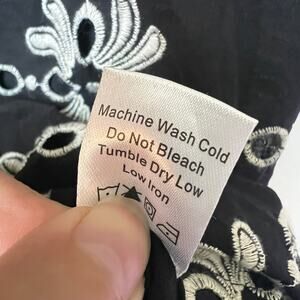 Machine Wash Cold
Do Not Bleach
Tumble Dry Low
Low Iron